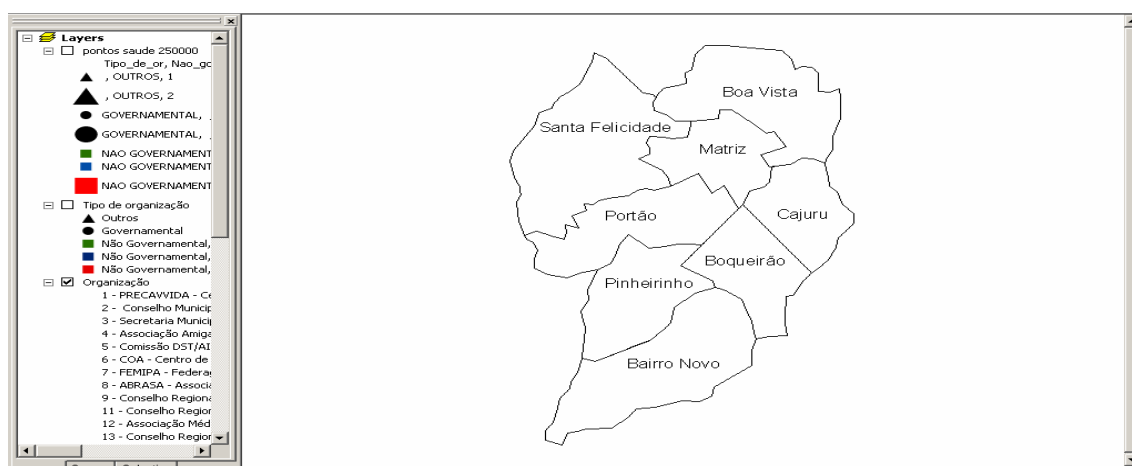 Layers
pontos saude 250000
Tipo_de_or, Nao_go
, OUTROS, 1
, OUTROS, 2
GOVERNAMENTAL,
GOVERNAMENTAL,
NAO GOVERNAMENT
NAO GOVERNAMENT
NAO GOVERNAMENT
Tipo de organização
Outros
Governamental
Não Governamental,
Não Governamental,
Não Governamental,
Organização
1 - PRECAVVIDA - Ce
2 - Conselho Municip
3 - Secretaria Municip
4 - Associação Amiga
5 - Comissão DST/AI
6 - COA - Centro de
7 - FEMIPA - Federaç
8 - ABRASA - Associa
9 - Conselho Regiona
11 - Conselho Regior
12 - Associação Méd
13 - Conselho Regior
Boa Vista
Santa Felicidade
Matriz
Portão
Cajuru
Boqueirão
Pinheirinho
Bairro Novo